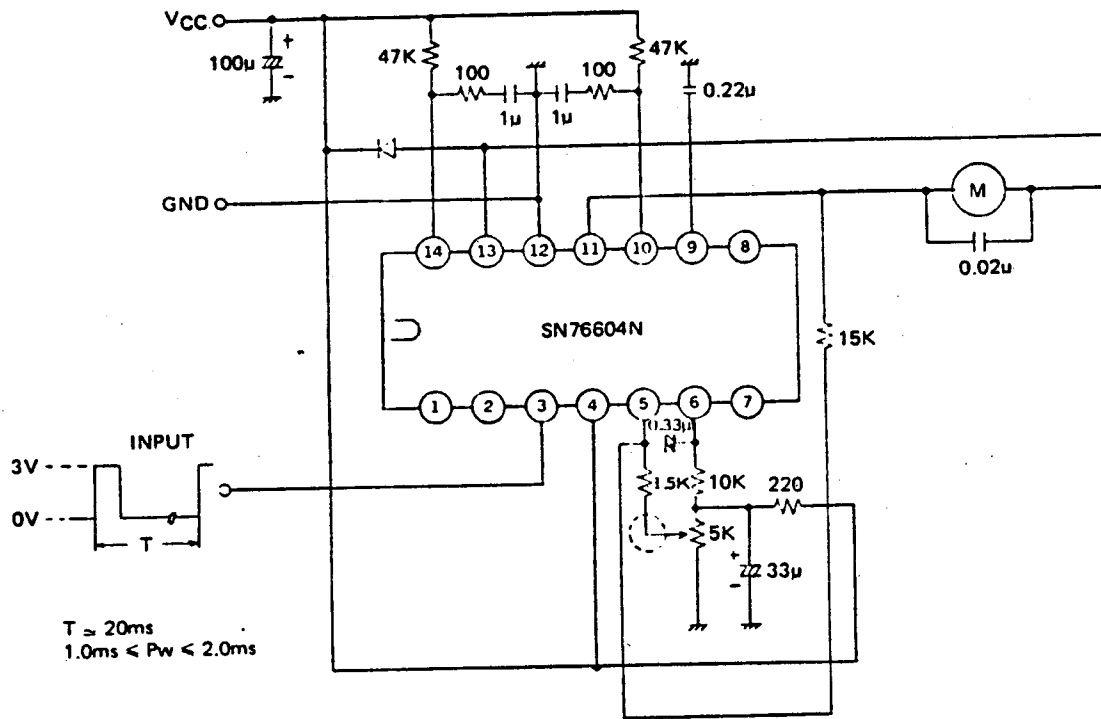 VCC
100µ
+
-
47K
100
1µ
1µ
100
47K
0.22µ
GND
M
0.02µ
14
13
12
11
10
9
8
SN76604N
15K
1
2
3
4
5
6
7
0.33µ
INPUT
3V
0V
T
1.5K
10K
220
5K
+
-
33µ
T ≃ 20ms
1.0ms ⩽ Pw ⩽ 2.0ms